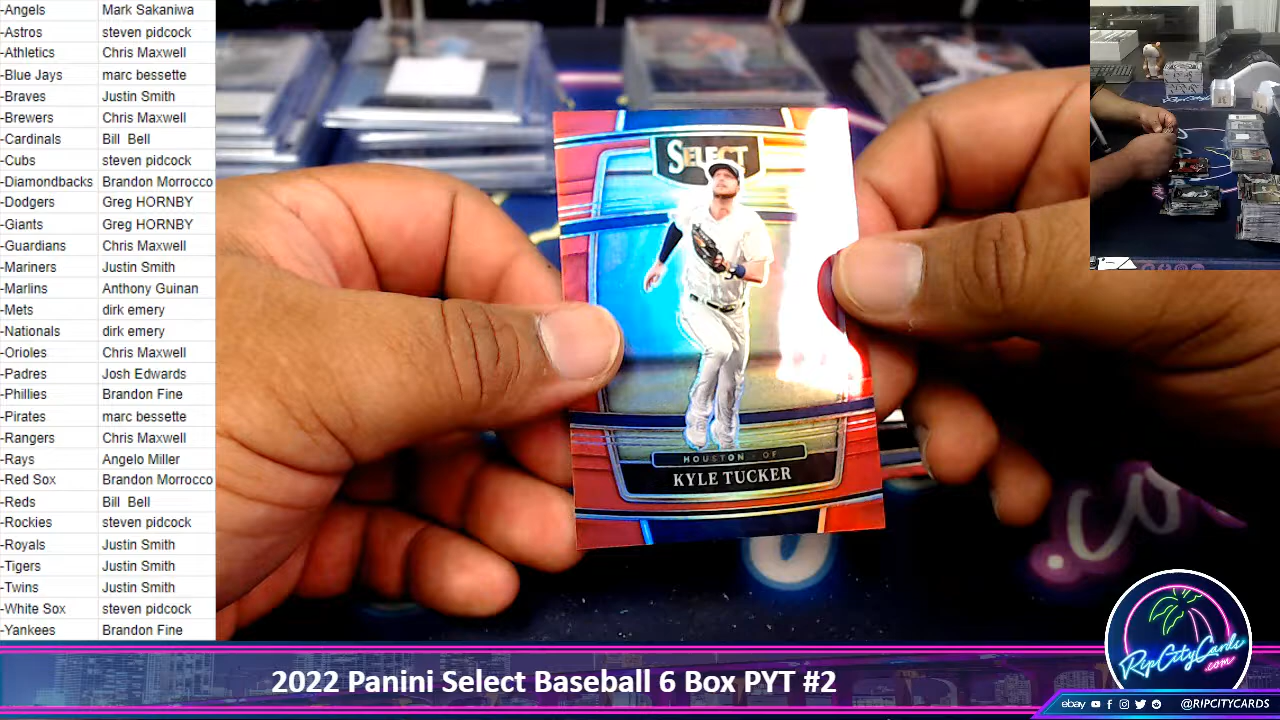 -Angels Mark Sakaniwa
-Astros steven pidcock
-Athletics Chris Maxwell
-Blue Jays marc bessette
-Braves Justin Smith
-Brewers Chris Maxwell
-Cardinals Bill Bell
-Cubs steven pidcock
-Diamondbacks Brandon Morrocco
-Dodgers Greg HORNBY
-Giants Greg HORNBY
-Guardians Chris Maxwell
-Mariners Justin Smith
-Marlins Anthony Guinan
-Mets dirk emery
-Nationals dirk emery
-Orioles Chris Maxwell
-Padres Josh Edwards
-Phillies Brandon Fine
-Pirates marc bessette
-Rangers Chris Maxwell
-Rays Angelo Miller
-Red Sox Brandon Morrocco
-Reds Bill Bell
-Rockies steven pidcock
-Royals Justin Smith
-Tigers Justin Smith
-Twins Justin Smith
-White Sox steven pidcock
-Yankees Brandon Fine
SELECT
HOUSTON - OF
KYLE TUCKER
.co
RipCityCards
.com
2022 Panini Select Baseball 6 Box PYT #2
ebay @RIPCITYCARDS